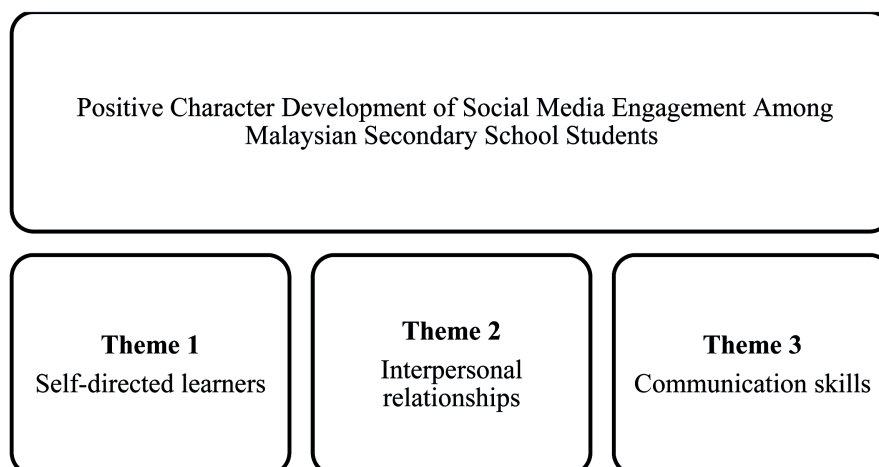 Positive Character Development of Social Media Engagement Among
Malaysian Secondary School Students
Theme 1
Self-directed learners
Theme 2
Interpersonal
relationships
Theme 3
Communication skills